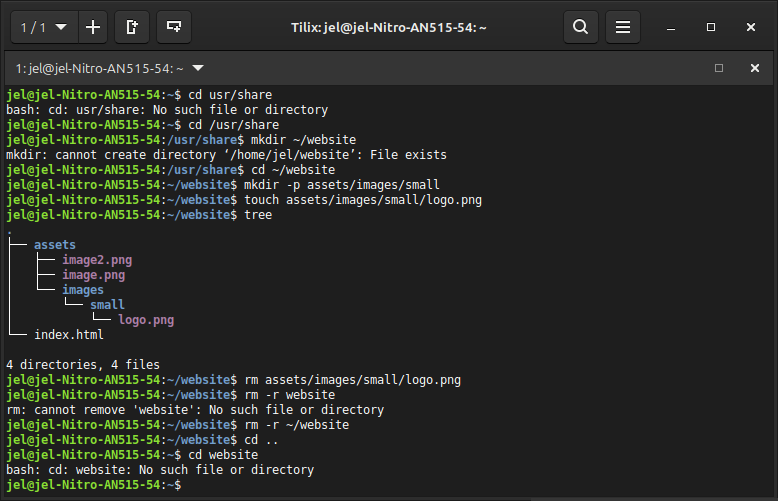 1 / 1
Tilix: jel@jel-Nitro-AN515-54: ~
1: jel@jel-Nitro-AN515-54: ~
jel@jel-Nitro-AN515-54:~$ cd usr/share
bash: cd: usr/share: No such file or directory
jel@jel-Nitro-AN515-54:~$ cd /usr/share
jel@jel-Nitro-AN515-54:/usr/share$ mkdir ~/website
mkdir: cannot create directory ‘/home/jel/website’: File exists
jel@jel-Nitro-AN515-54:/usr/share$ cd ~/website
jel@jel-Nitro-AN515-54:~/website$ mkdir -p assets/images/small
jel@jel-Nitro-AN515-54:~/website$ touch assets/images/small/logo.png
jel@jel-Nitro-AN515-54:~/website$ tree
.
├── assets
│   ├── image2.png
│   ├── image.png
│   └── images
│       └── small
│           └── logo.png
└── index.html

4 directories, 4 files
jel@jel-Nitro-AN515-54:~/website$ rm assets/images/small/logo.png
jel@jel-Nitro-AN515-54:~/website$ rm -r website
rm: cannot remove 'website': No such file or directory
jel@jel-Nitro-AN515-54:~/website$ rm -r ~/website
jel@jel-Nitro-AN515-54:~/website$ cd ..
jel@jel-Nitro-AN515-54:~$ cd website
bash: cd: website: No such file or directory
jel@jel-Nitro-AN515-54:~$